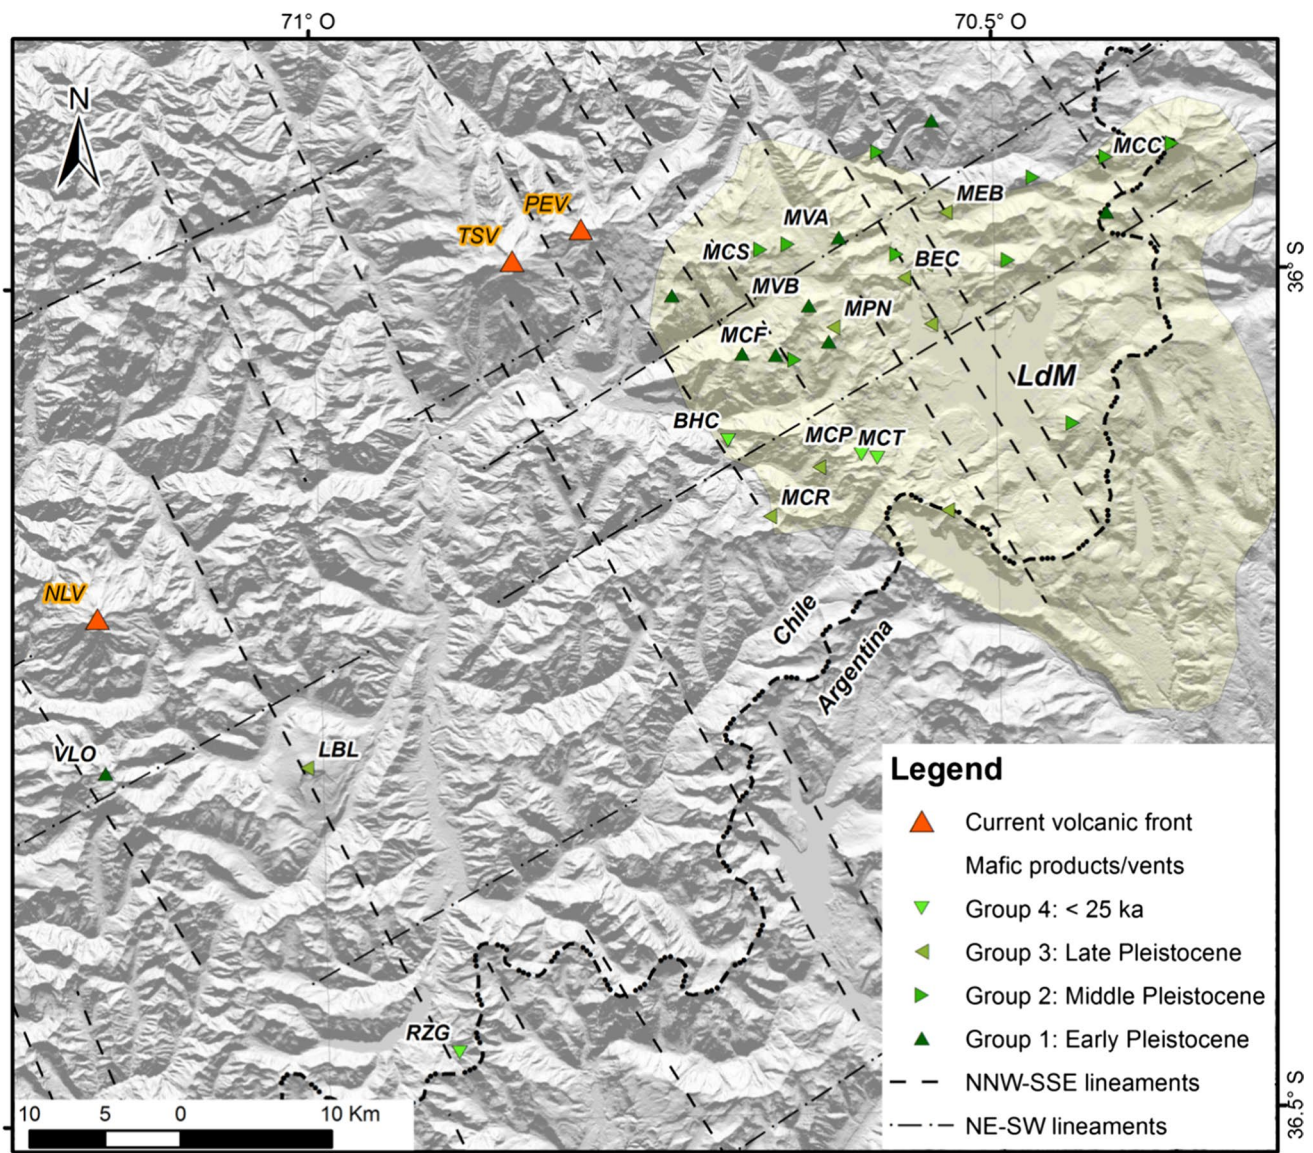 71° O
70.5° O
N
MCC
PEV
MEB
TSV
MVA
MCS
BEC
36° S
MVB
MPN
MCF
LdM
BHC
MCP
MCT
MCR
NLV
Chile
Argentina
VLO
LBL
Legend
Current volcanic front
Mafic products/vents
Group 4: < 25 ka
Group 3: Late Pleistocene
Group 2: Middle Pleistocene
RZG
Group 1: Early Pleistocene
NNW-SSE lineaments
36.5° S
10 5 0 10 Km
NE-SW lineaments